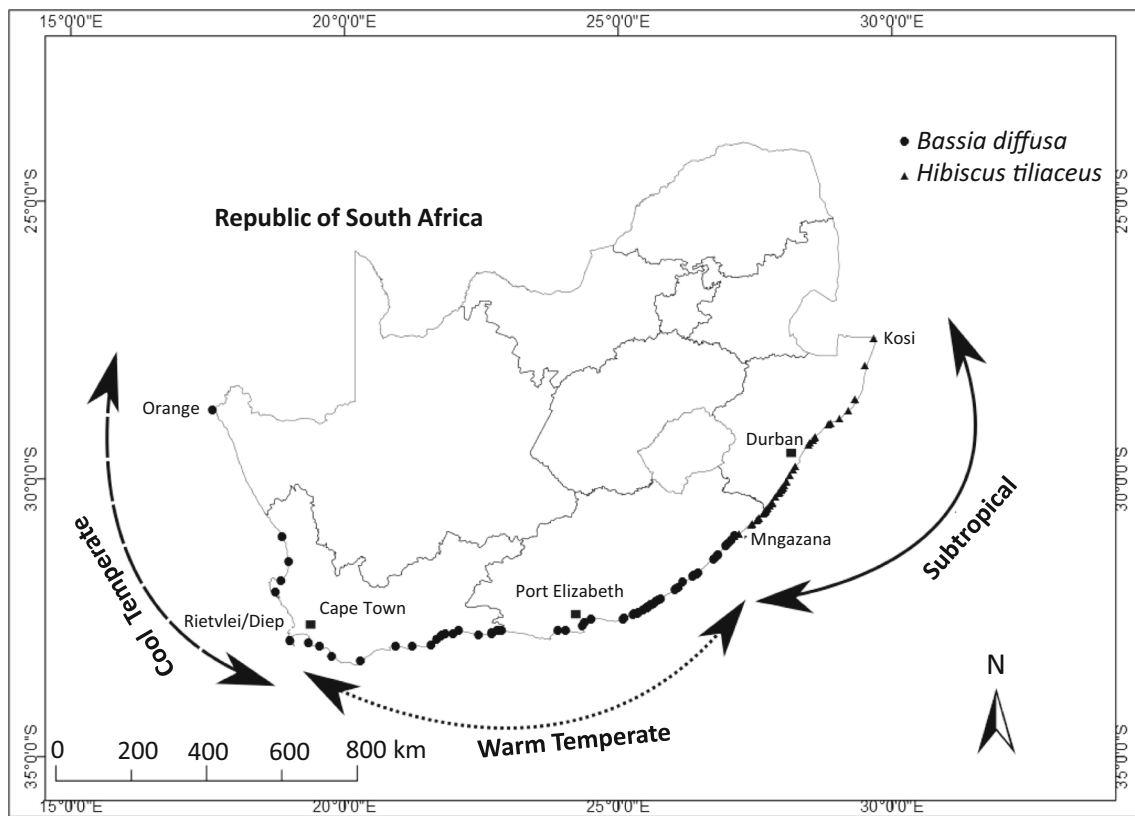 15°0'0"E 20°0'0"E 25°0'0"E 30°0'0"E
Bassia diffusa
Hibiscus tiliaceus
25°0'0"S 25°0'0"S
Republic of South Africa
Kosi
Orange
Durban
30°0'0"S 30°0'0"S
Mngazana
Subtropical
Cool Temperate
Port Elizabeth
Cape Town
Rietvlei/Diep
N
Warm Temperate
0 200 400 600 800 km
35°0'0"S 35°0'0"S
15°0'0"E 20°0'0"E 25°0'0"E 30°0'0"E